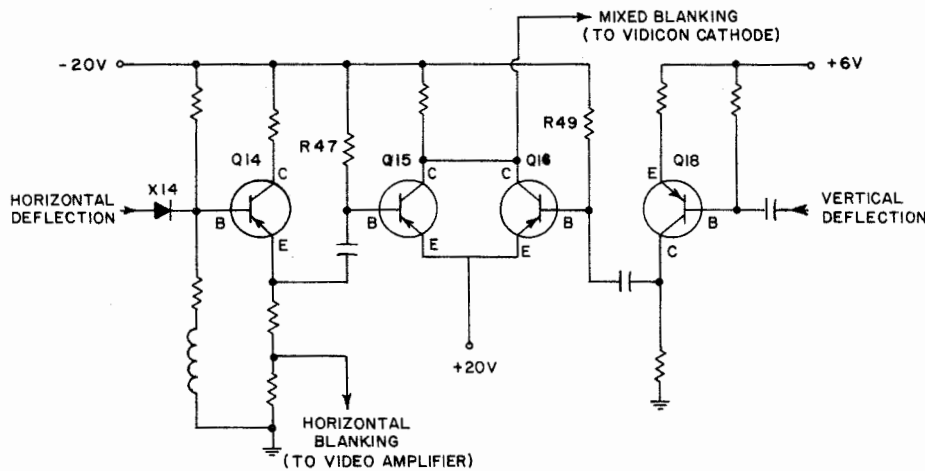 MIXED BLANKING
(TO VIDICON CATHODE)
-20V
+6V
R47
R49
Q14
Q15
Q16
Q18
X14
C
C
C
E
HORIZONTAL
DEFLECTION
B
B
B
B
VERTICAL
DEFLECTION
E
E
E
C
+20V
HORIZONTAL
BLANKING
(TO VIDEO AMPLIFIER)